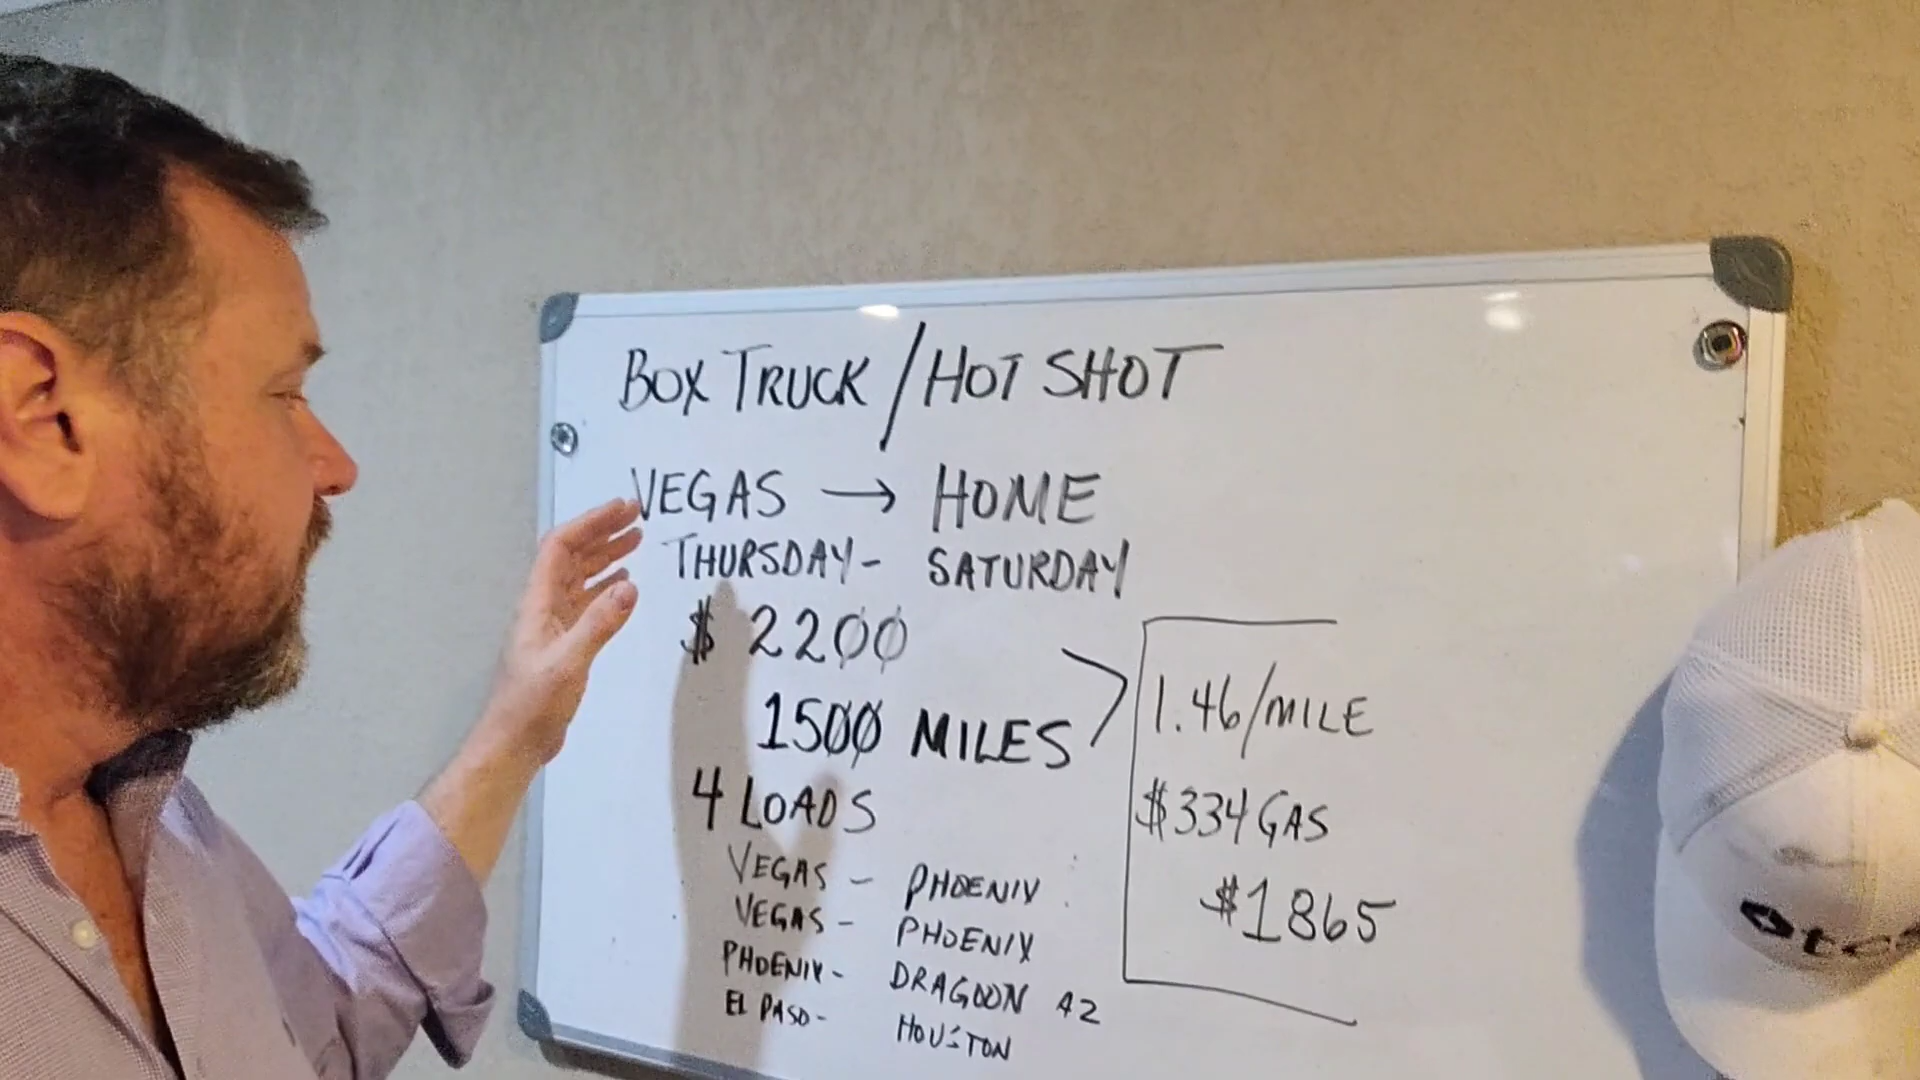 BOX TRUCK / HOT SHOT
VEGAS → HOME
THURSDAY - SATURDAY
$ 2200
1500 MILES
4 LOADS
VEGAS - PHOENIX
VEGAS - PHOENIX
PHOENIX - DRAGOON AZ
EL PASO - HOUSTON
1.46/MILE
$334 GAS
$1865